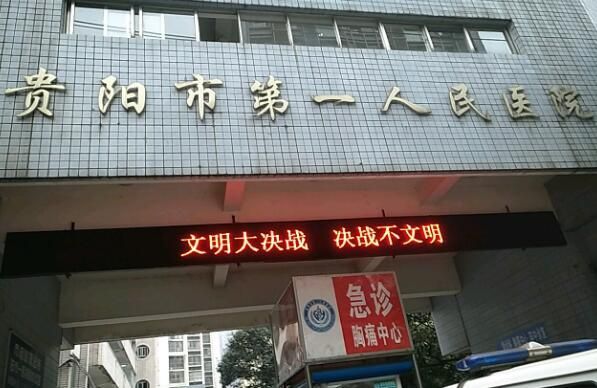 贵阳市第一人民医院
文明大决战 决战不文明
急诊
胸痛中心